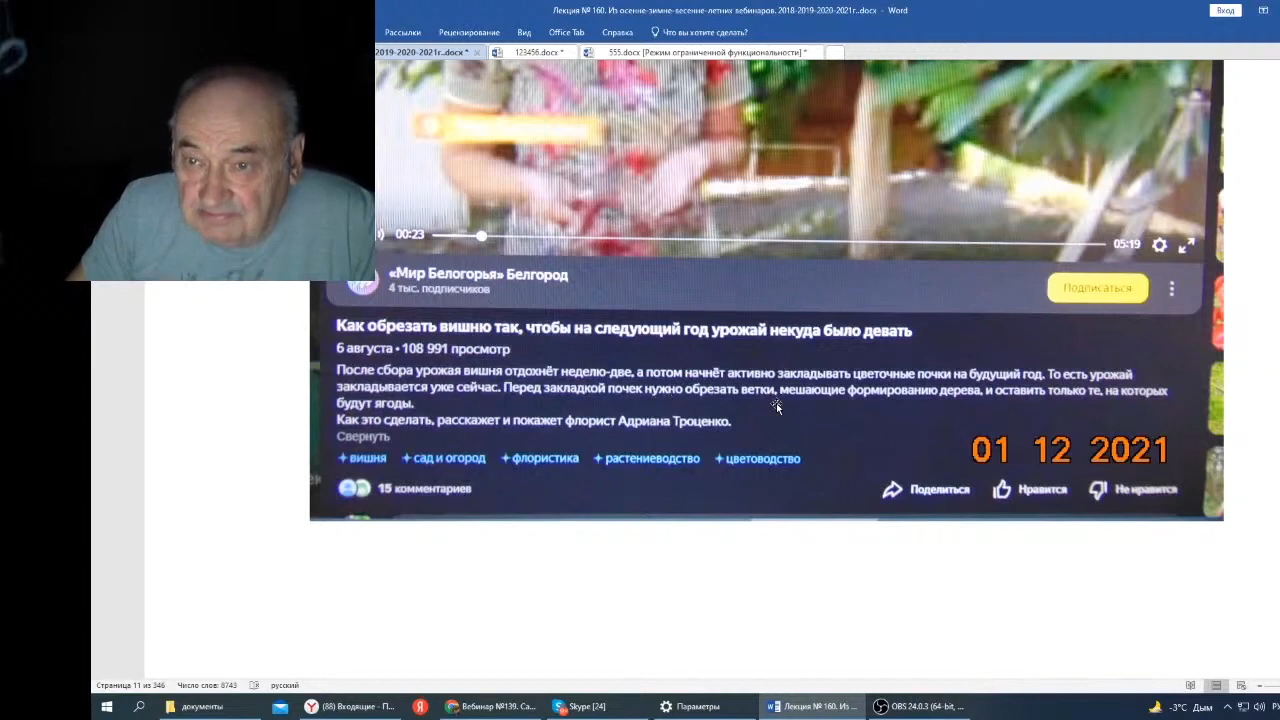 Лекция № 160. Из осенне-зимне-весенне-летних вебинаров. 2018-2019-2020-2021г..docx - Word
Вход
Рассылки Рецензирование Вид Office Tab Справка Что вы хотите сделать?
2019-2020-2021г..docx * 123456.docx * 555.docx [Режим ограниченной функциональности] *
00:23 05:19
«Мир Белогорья» Белгород
4 тыс. подписчиков
Подписаться
Как обрезать вишню так, чтобы на следующий год урожай некуда было девать
6 августа • 108 991 просмотр
После сбора урожая вишня отдохнёт неделю-две, а потом начнёт активно закладывать цветочные почки на будущий год. То есть урожай
закладывается уже сейчас. Перед закладкой почек нужно обрезать ветки, мешающие формированию дерева, и оставить только те, на которых
будут ягоды.
Как это сделать, расскажет и покажет флорист Адриана Троценко.
Свернуть
вишня сад и огород флористика растениеводство цветоводство
01 12 2021
15 комментариев Поделиться Нравится Не нравится
Страница 11 из 346 Число слов: 8743 русский
документы (88) Входящие - П... Вебинар №139. Са... Skype [24] Параметры Лекция № 160. Из ... OBS 24.0.3 (64-bit, ... -3°C Дым